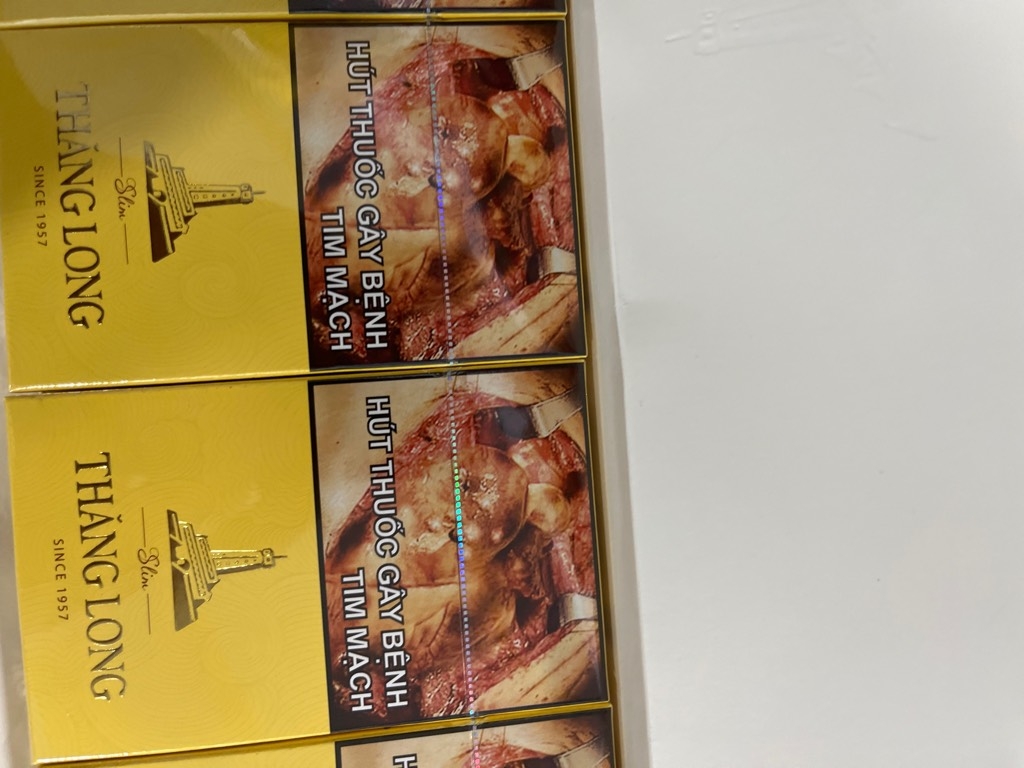 THĂNG LONG
SINCE 1957
Slim
HÚT THUỐC GÂY BỆNH
TIM MẠCH
THĂNG LONG
SINCE 1957
Slim
HÚT THUỐC GÂY BỆNH
TIM MẠCH
H